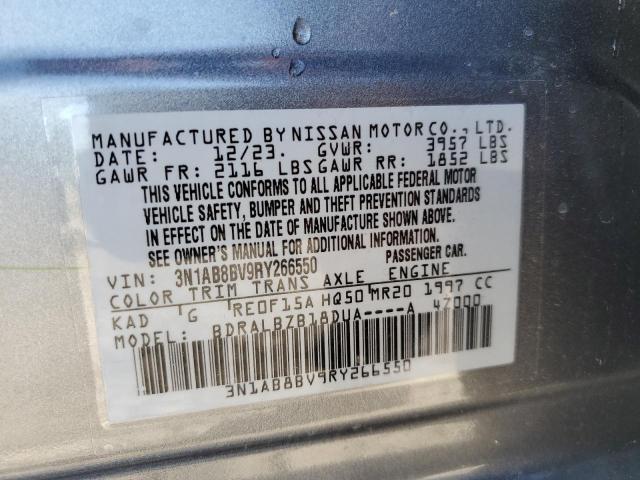 MANUFACTURED BY NISSAN MOTOR CO., LTD.
DATE: 12/23. GVWR: 3957 LBS
GAWR FR: 2116 LBS GAWR RR: 1852 LBS
THIS VEHICLE CONFORMS TO ALL APPLICABLE FEDERAL MOTOR
VEHICLE SAFETY, BUMPER AND THEFT PREVENTION STANDARDS
IN EFFECT ON THE DATE OF MANUFACTURE SHOWN ABOVE.
SEE OWNER'S MANUAL FOR ADDITIONAL INFORMATION
VIN: 3N1AB8BV9RY266550 PASSENGER CAR.
COLOR TRIM TRANS AXLE ENGINE
KAD G RE0F15A HQ50 MR20 1997 CC
MODEL: BDRALBZB18DUA----A 4Z000
3N1AB8BV9RY266550